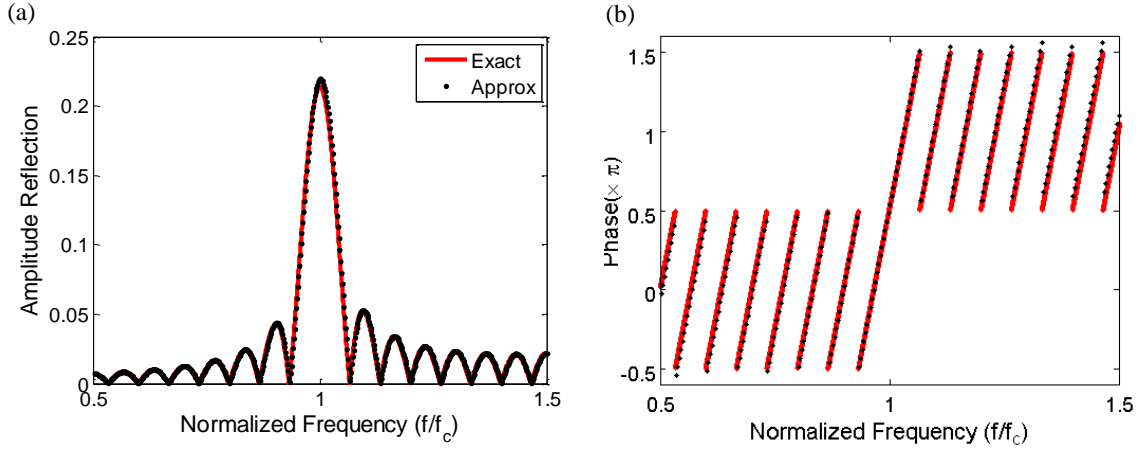 (a)
0.25
0.2
0.15
0.1
0.05
0
Amplitude Reflection
Exact
Approx
0.5
1
1.5
Normalized Frequency (f/f_c)
(b)
1.5
1
0.5
0
-0.5
Phase(× π)
0.5
1
1.5
Normalized Frequency (f/f_c)